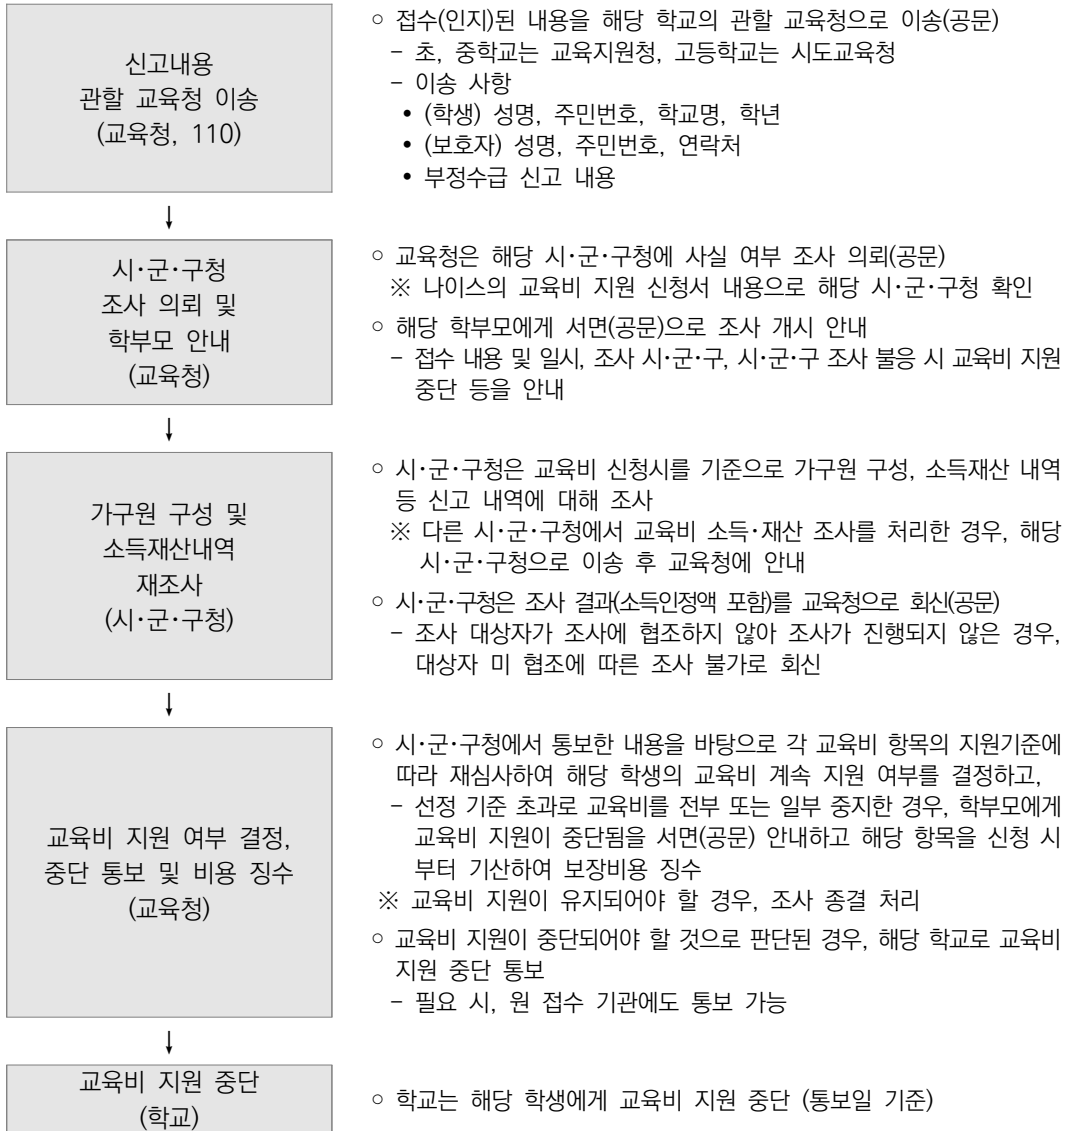 신고내용
관할 교육청 이송
(교육청, 110)
○ 접수(인지)된 내용을 해당 학교의 관할 교육청으로 이송(공문)
- 초, 중학교는 교육지원청, 고등학교는 시도교육청
- 이송 사항
• (학생) 성명, 주민번호, 학교명, 학년
• (보호자) 성명, 주민번호, 연락처
• 부정수급 신고 내용
↓
시·군·구청
조사 의뢰 및
학부모 안내
(교육청)
○ 교육청은 해당 시·군·구청에 사실 여부 조사 의뢰(공문)
※ 나이스의 교육비 지원 신청서 내용으로 해당 시·군·구청 확인
○ 해당 학부모에게 서면(공문)으로 조사 개시 안내
- 접수 내용 및 일시, 조사 시·군·구, 시·군·구 조사 불응 시 교육비 지원
중단 등을 안내
↓
가구원 구성 및
소득재산내역
재조사
(시·군·구청)
○ 시·군·구청은 교육비 신청시를 기준으로 가구원 구성, 소득재산 내역
등 신고 내역에 대해 조사
※ 다른 시·군·구청에서 교육비 소득·재산 조사를 처리한 경우, 해당
시·군·구청으로 이송 후 교육청에 안내
○ 시·군·구청은 조사 결과(소득인정액 포함)를 교육청으로 회신(공문)
- 조사 대상자가 조사에 협조하지 않아 조사가 진행되지 않은 경우,
대상자 미 협조에 따른 조사 불가로 회신
↓
교육비 지원 여부 결정,
중단 통보 및 비용 징수
(교육청)
○ 시·군·구청에서 통보한 내용을 바탕으로 각 교육비 항목의 지원기준에
따라 재심사하여 해당 학생의 교육비 계속 지원 여부를 결정하고,
- 선정 기준 초과로 교육비를 전부 또는 일부 중지한 경우, 학부모에게
교육비 지원이 중단됨을 서면(공문) 안내하고 해당 항목을 신청 시
부터 기산하여 보장비용 징수
※ 교육비 지원이 유지되어야 할 경우, 조사 종결 처리
○ 교육비 지원이 중단되어야 할 것으로 판단된 경우, 해당 학교로 교육비
지원 중단 통보
- 필요 시, 원 접수 기관에도 통보 가능
↓
교육비 지원 중단
(학교)
○ 학교는 해당 학생에게 교육비 지원 중단 (통보일 기준)